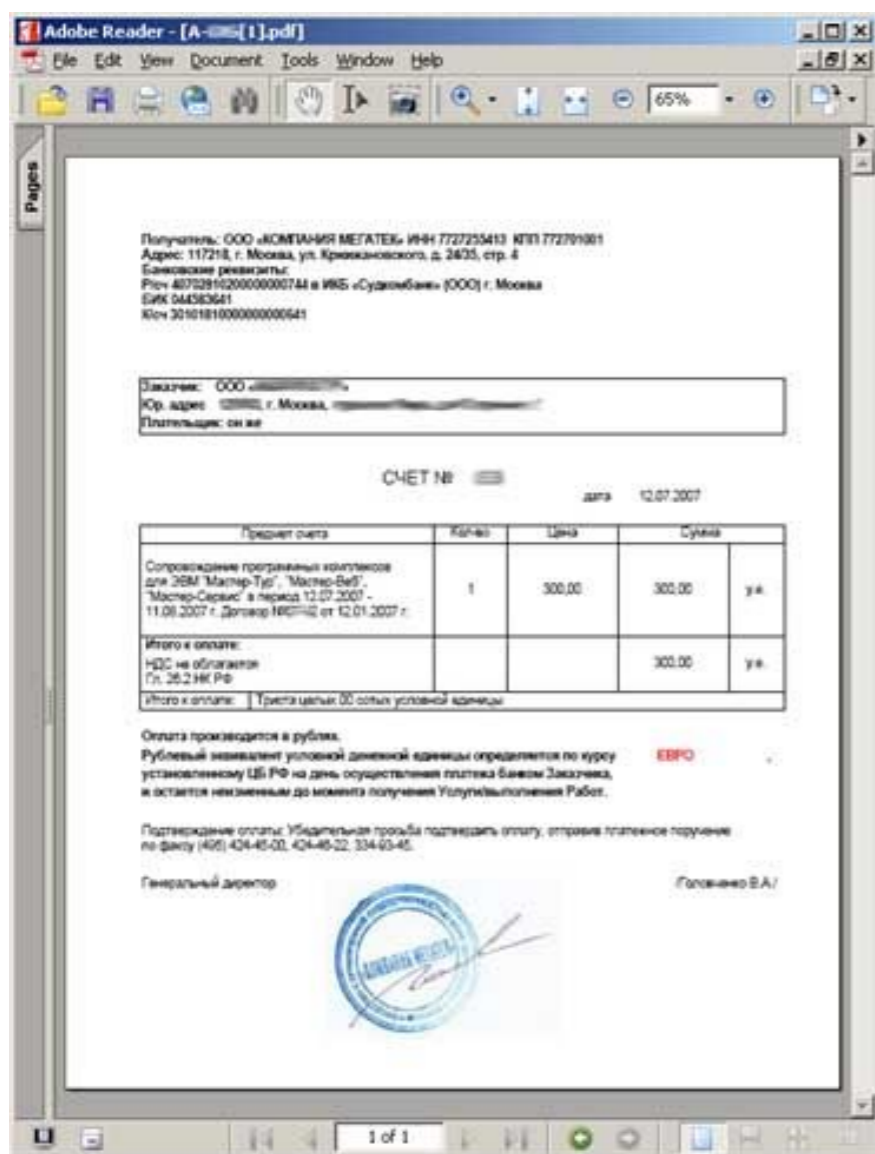 Adobe Reader - [A- [1].pdf]
File Edit View Document Tools Window Help
65%
Pages
Получатель: ООО «КОМПАНИЯ МЕГАТЕК» ИНН 7727255413 КПП 772701001
Адрес: 117218, г. Москва, ул. Кржижановского, д. 24/35, стр. 4
Банковские реквизиты:
Р/сч 40702810200000000744 в ИКБ «Судкомбанк» (ООО) г. Москва
БИК 044583641
К/сч 30101810000000000641
Заказчик: ООО
Юр. адрес г. Москва,
Плательщик: он же
СЧЕТ №
дата 12.07.2007
Предмет счета Кол-во Цена Сумма
Сопровождение программных комплексов
для ЭВМ "Мастер-Тур", "Мастер-Веб",
"Мастер-Сервис" в период 12.07.2007 -
11.08.2007 г. Договор от 12.01.2007 г.
1 300,00 300,00 у.е.
Итого к оплате:
НДС не облагается
Гл. 26.2 НК РФ
300,00 у.е.
Итого к оплате: Триста целых 00 сотых условной единицы
Оплата производится в рублях.
Рублевый эквивалент условной денежной единицы определяется по курсу ЕВРО ,
установленному ЦБ РФ на день осуществления платежа банком Заказчика,
и остается неизменным до момента получения Услуги/выполнения Работ.
Подтверждение оплаты: Убедительная просьба подтвердить оплату, отправив платежное поручение
по факсу (495) 424-46-00, 424-46-22, 334-93-45.
Генеральный директор /Головченко В.А./
КОМПАНИЯ МЕГАТЕК
1 of 1